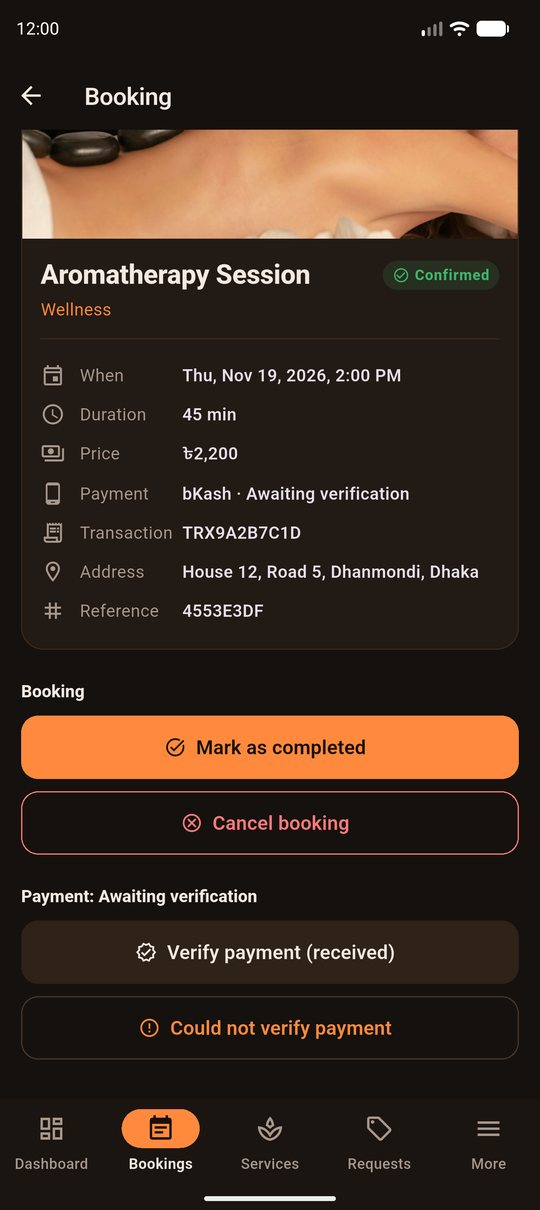 12:00
Booking
Aromatherapy Session
Confirmed
Wellness
When Thu, Nov 19, 2026, 2:00 PM
Duration 45 min
Price ৳2,200
Payment bKash · Awaiting verification
Transaction TRX9A2B7C1D
Address House 12, Road 5, Dhanmondi, Dhaka
Reference 4553E3DF
Booking
Mark as completed
Cancel booking
Payment: Awaiting verification
Verify payment (received)
Could not verify payment
Dashboard Bookings Services Requests More